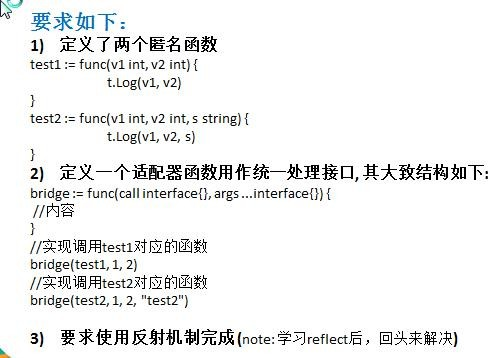 要求如下：
1) 定义了两个匿名函数
test1 := func(v1 int, v2 int) {
t.Log(v1, v2)
}
test2 := func(v1 int, v2 int, s string) {
t.Log(v1, v2, s)
}
2) 定义一个适配器函数用作统一处理接口, 其大致结构如下:
bridge := func(call interface{}, args ...interface{}) {
//内容
}
//实现调用test1对应的函数
bridge(test1, 1, 2)
//实现调用test2对应的函数
bridge(test2, 1, 2, "test2")
3) 要求使用反射机制完成(note: 学习reflect后，回头来解决)